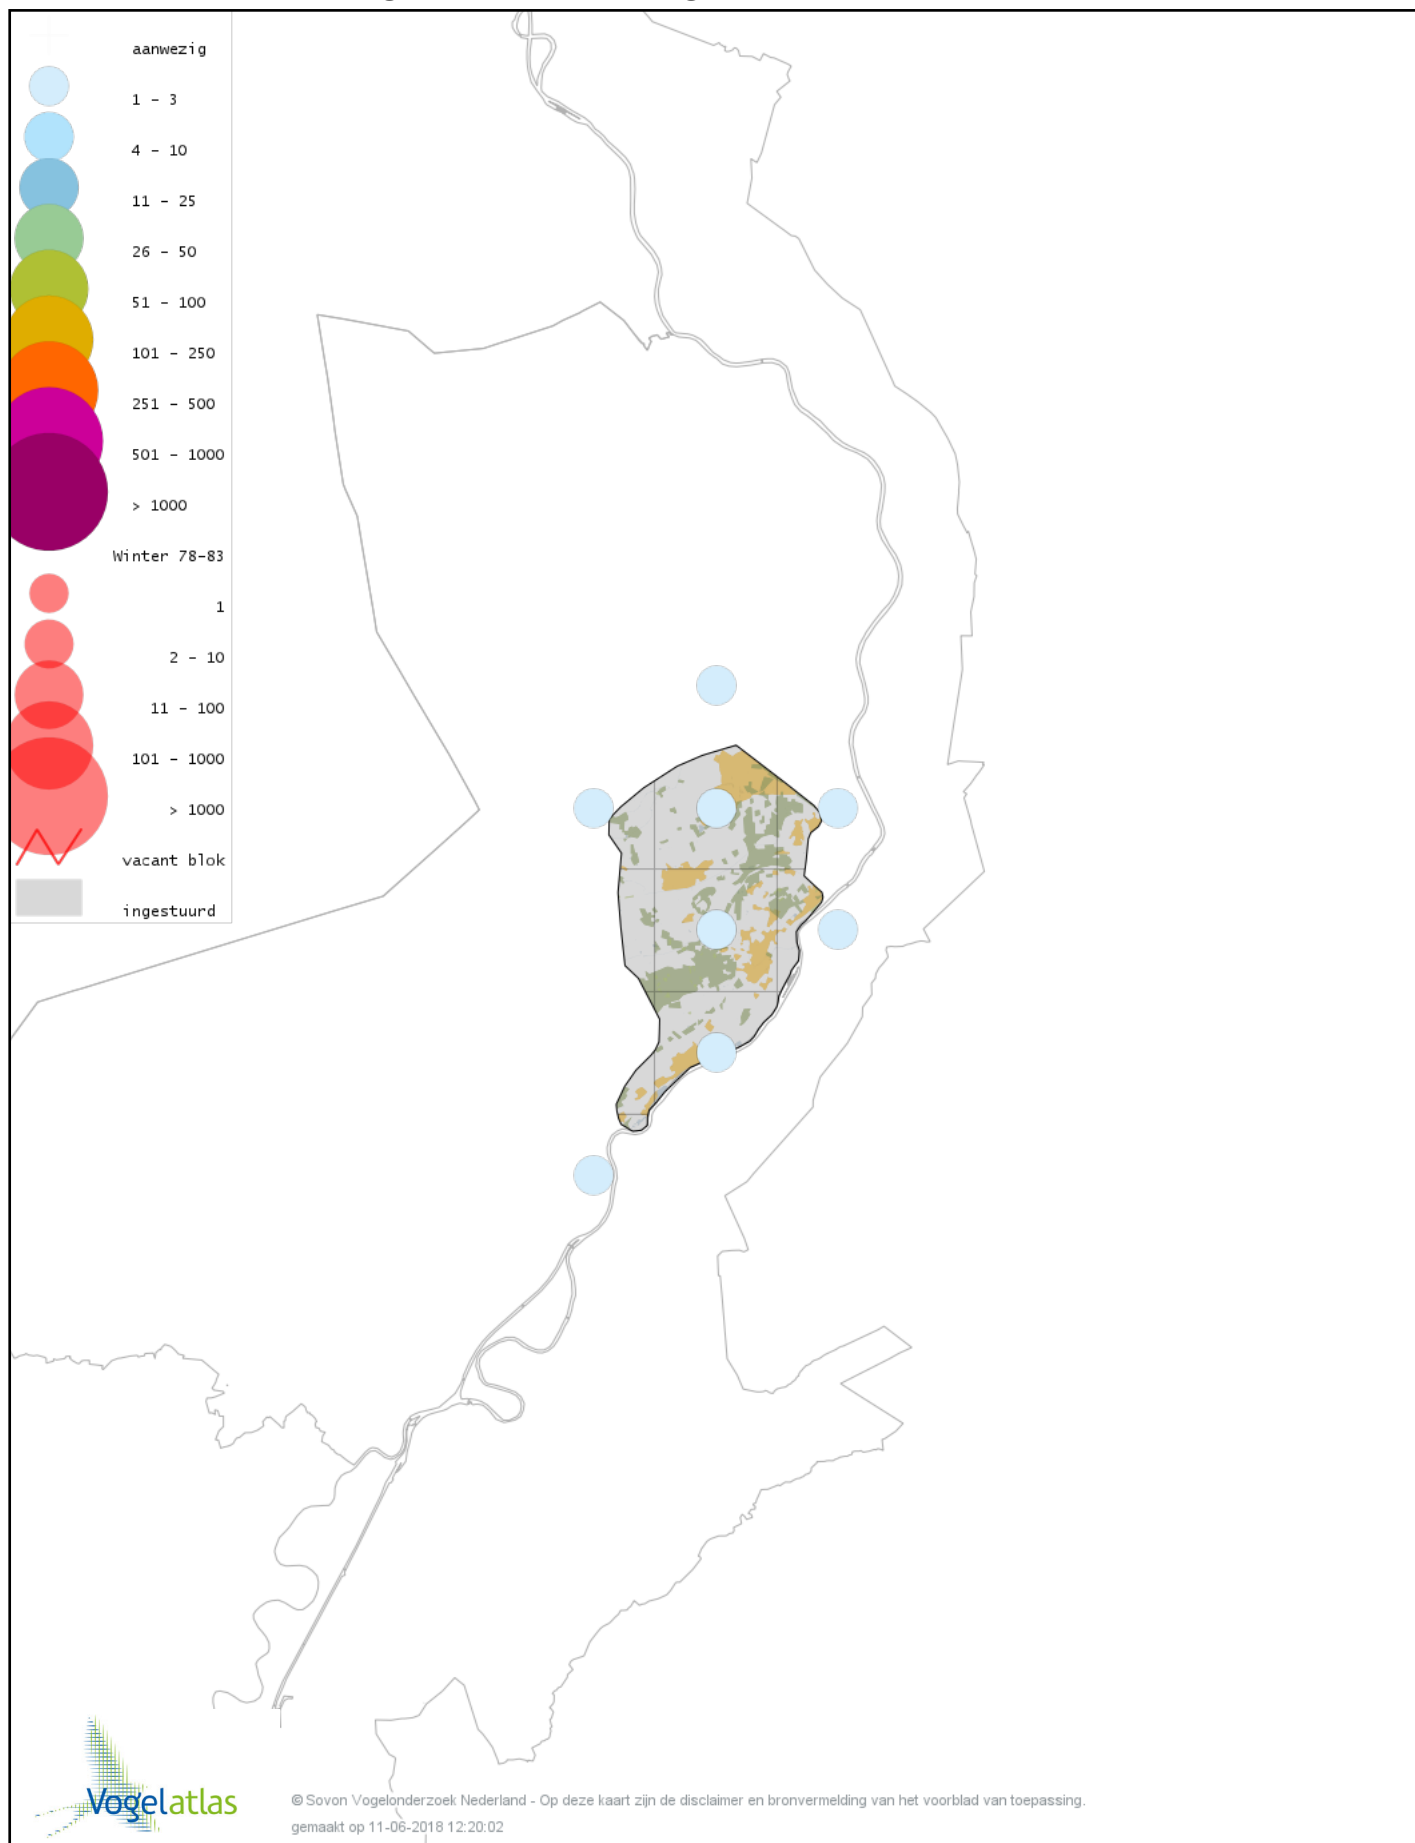 aanwezig
1 - 3
4 - 10
11 - 25
26 - 50
51 - 100
101 - 250
251 - 500
501 - 1000
> 1000
Winter 78-83
1
2 - 10
11 - 100
101 - 1000
> 1000
vacant blok
ingestuurd
Vogelatlas
© Sovon Vogelonderzoek Nederland - Op deze kaart zijn de disclaimer en bronvermelding van het voorblad van toepassing.
gemaakt op 11-06-2018 12:20:02